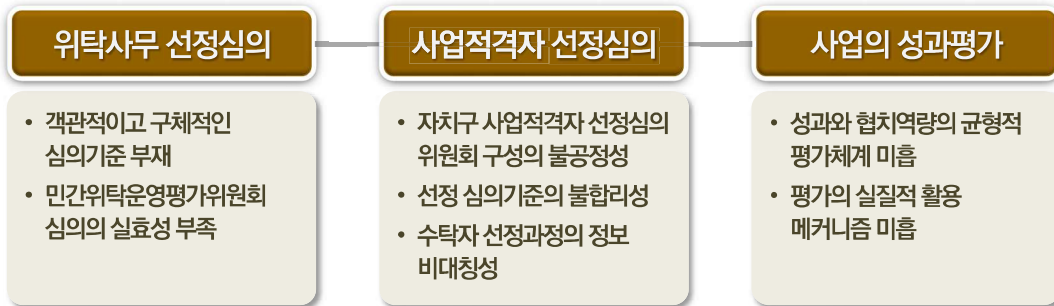 위탁사무 선정심의
• 객관적이고 구체적인
심의기준 부재
• 민간위탁운영평가위원회
심의의 실효성 부족
사업적격자 선정심의
• 자치구 사업적격자 선정심의
위원회 구성의 불공정성
• 선정 심의기준의 불합리성
• 수탁자 선정과정의 정보
비대칭성
사업의 성과평가
• 성과와 협치역량의 균형적
평가체계 미흡
• 평가의 실질적 활용
메커니즘 미흡